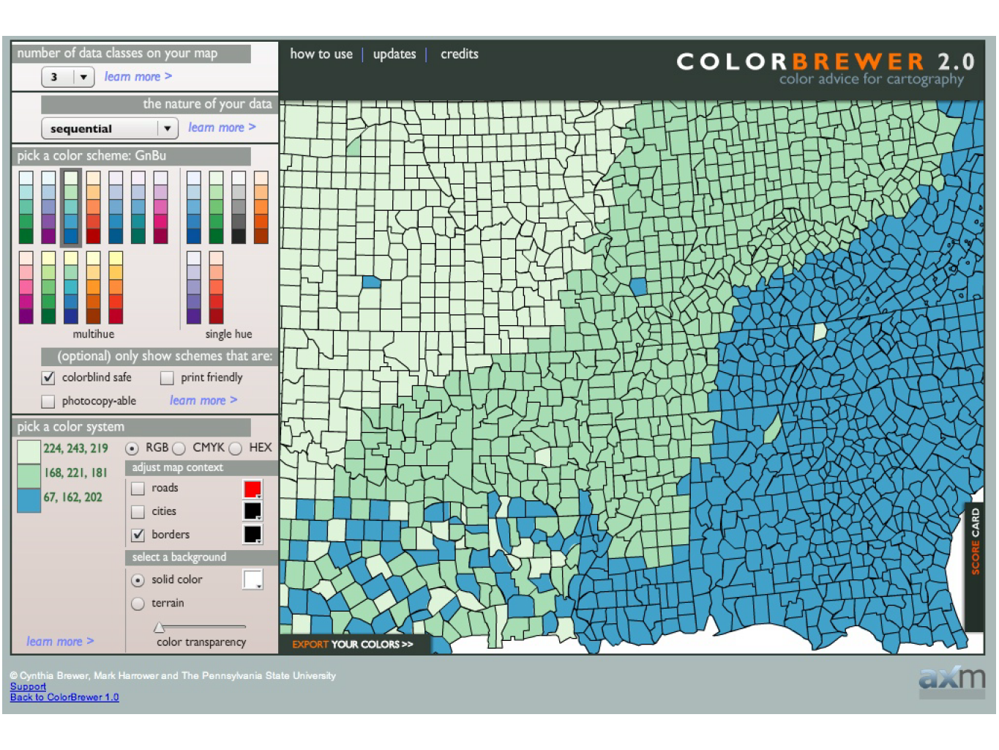 number of data classes on your map
3
learn more >
the nature of your data
sequential
learn more >
pick a color scheme: GnBu
multihue
single hue
(optional) only show schemes that are:
colorblind safe
print friendly
photocopy-able
learn more >
pick a color system
224, 243, 219
168, 221, 181
67, 162, 202
RGB CMYK HEX
adjust map context
roads
cities
borders
select a background
solid color
terrain
color transparency
learn more >
how to use | updates | credits
COLORBREWER 2.0
color advice for cartography
SCORE CARD
EXPORT YOUR COLORS >>
© Cynthia Brewer, Mark Harrower and The Pennsylvania State University
Support
Back to ColorBrewer 1.0
axm